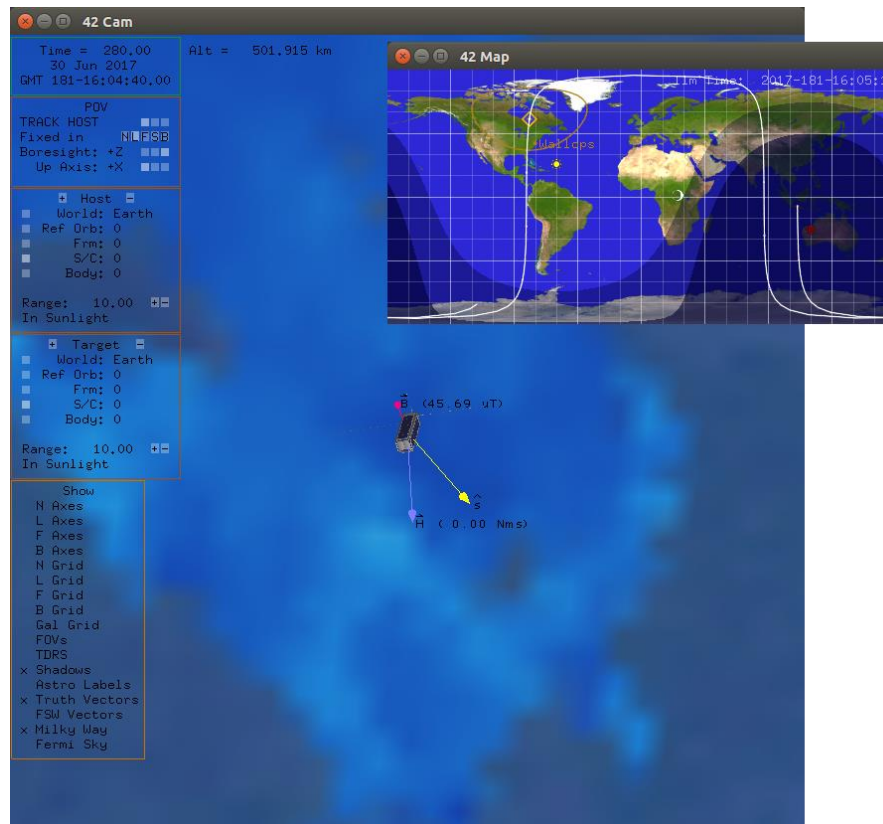 42 Cam
Time = 280.00
30 Jun 2017
GMT 181-16:04:40.00
Alt = 501.915 km
42 Map
Time: 2017-181-16:05:
Wallops
POV
TRACK HOST
Fixed in N L F S B
Boresight: +Z
Up Axis: +X
+ Host -
World: Earth
Ref Orb: 0
Frm: 0
S/C: 0
Body: 0
Range: 10.00 + -
In Sunlight
+ Target -
World: Earth
Ref Orb: 0
Frm: 0
S/C: 0
Body: 0
Range: 10.00 + -
In Sunlight
B (45.69 uT)
s
H ( 0.00 Nms)
Show
N Axes
L Axes
F Axes
B Axes
N Grid
L Grid
F Grid
B Grid
Gal Grid
FOVs
TDRS
x Shadows
Astro Labels
x Truth Vectors
FSW Vectors
x Milky Way
Fermi Sky